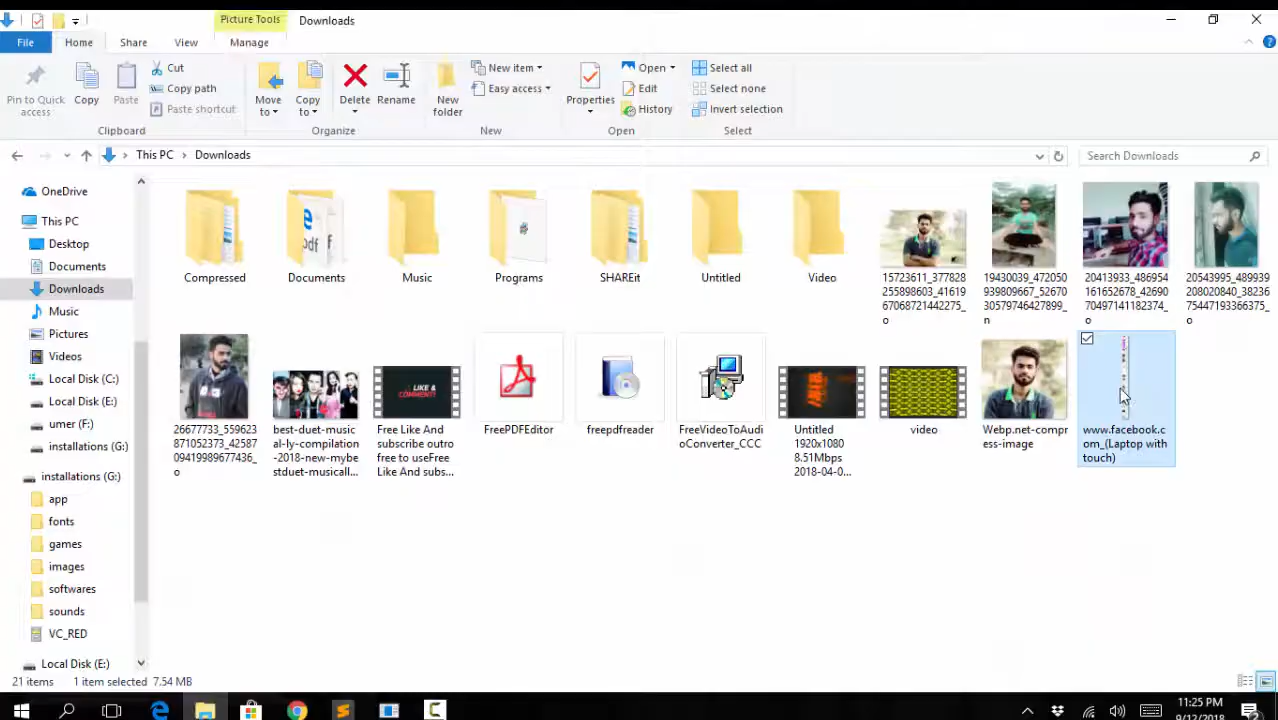 Picture Tools
Downloads
File
Home
Share
View
Manage
Pin to Quick
access
Copy
Paste
Cut
Copy path
Paste shortcut
Clipboard
Move
to
Copy
to
Delete
Rename
Organize
New
folder
New item
Easy access
New
Properties
Open
Edit
History
Open
Select all
Select none
Invert selection
Select
This PC
Downloads
Search Downloads
OneDrive
This PC
Desktop
Documents
Downloads
Music
Pictures
Videos
Local Disk (C:)
Local Disk (E:)
umer (F:)
installations (G:)
installations (G:)
app
fonts
games
images
softwares
sounds
VC_RED
Local Disk (E:)
Compressed
Documents
Music
Programs
SHAREit
Untitled
Video
15723611_377828
255898603_41619
67068721442275_
o
19430039_472050
939809667_52670
30579746427899_
n
20413933_486954
161652678_42690
70497141182374_
o
20543995_489939
208020840_38236
75447193366375_
o
26677733_559623
871052373_42587
09419989677436_
o
best-duet-music
al-ly-compilation
-2018-new-mybe
stduet-musicall...
LIKE &
COMMENT!
Free Like And
subscribe outro
free to useFree
Like And subs...
FreePDFEditor
freepdfreader
FreeVideoToAudi
oConverter_CCC
Untitled
1920x1080
8.51Mbps
2018-04-0...
video
Webp.net-compr
ess-image
www.facebook.c
om_(Laptop with
touch)
21 items
1 item selected 7.54 MB
11:25 PM
9/12/2018
2